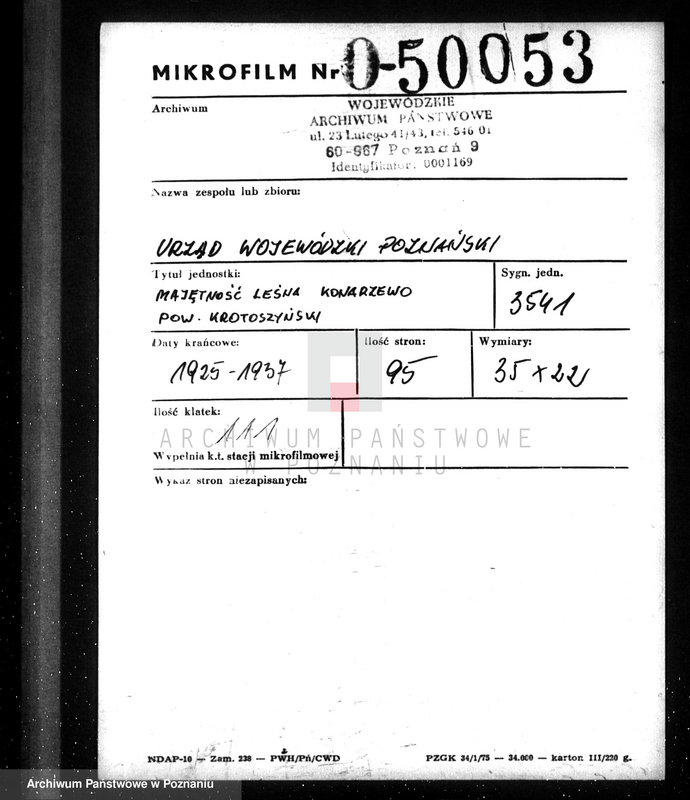 MIKROFILM Nr O-50053
Archiwum
WOJEWÓDZKIE
ARCHIWUM PAŃSTWOWE
ul. 23 Lutego 41/43, tel. 546 01
60-967 Poznań 9
Identyfikator: 0001169
Nazwa zespołu lub zbioru:
URZĄD WOJEWÓDZKI POZNAŃSKI
Tytuł jednostki:
MAJĘTNOŚĆ LEŚNA KONARZEWO
POW. KROTOSZYŃSKI
Sygn. jedn.
3541
Daty krańcowe:
1925-1937
Ilość stron:
95
Wymiary:
35 x 22
Ilość klatek:
111
ARCHIWUM PAŃSTWOWE
W POZNANIU
Wypełnia k.t. stacji mikrofilmowej
Wykaz stron niezapisanych:
NDAP-10 — Zam. 238 — PWH/Pń/CWD
PZGK 34/1/75 — 34.000 — karton III/220 g.
Archiwum Państwowe w Poznaniu